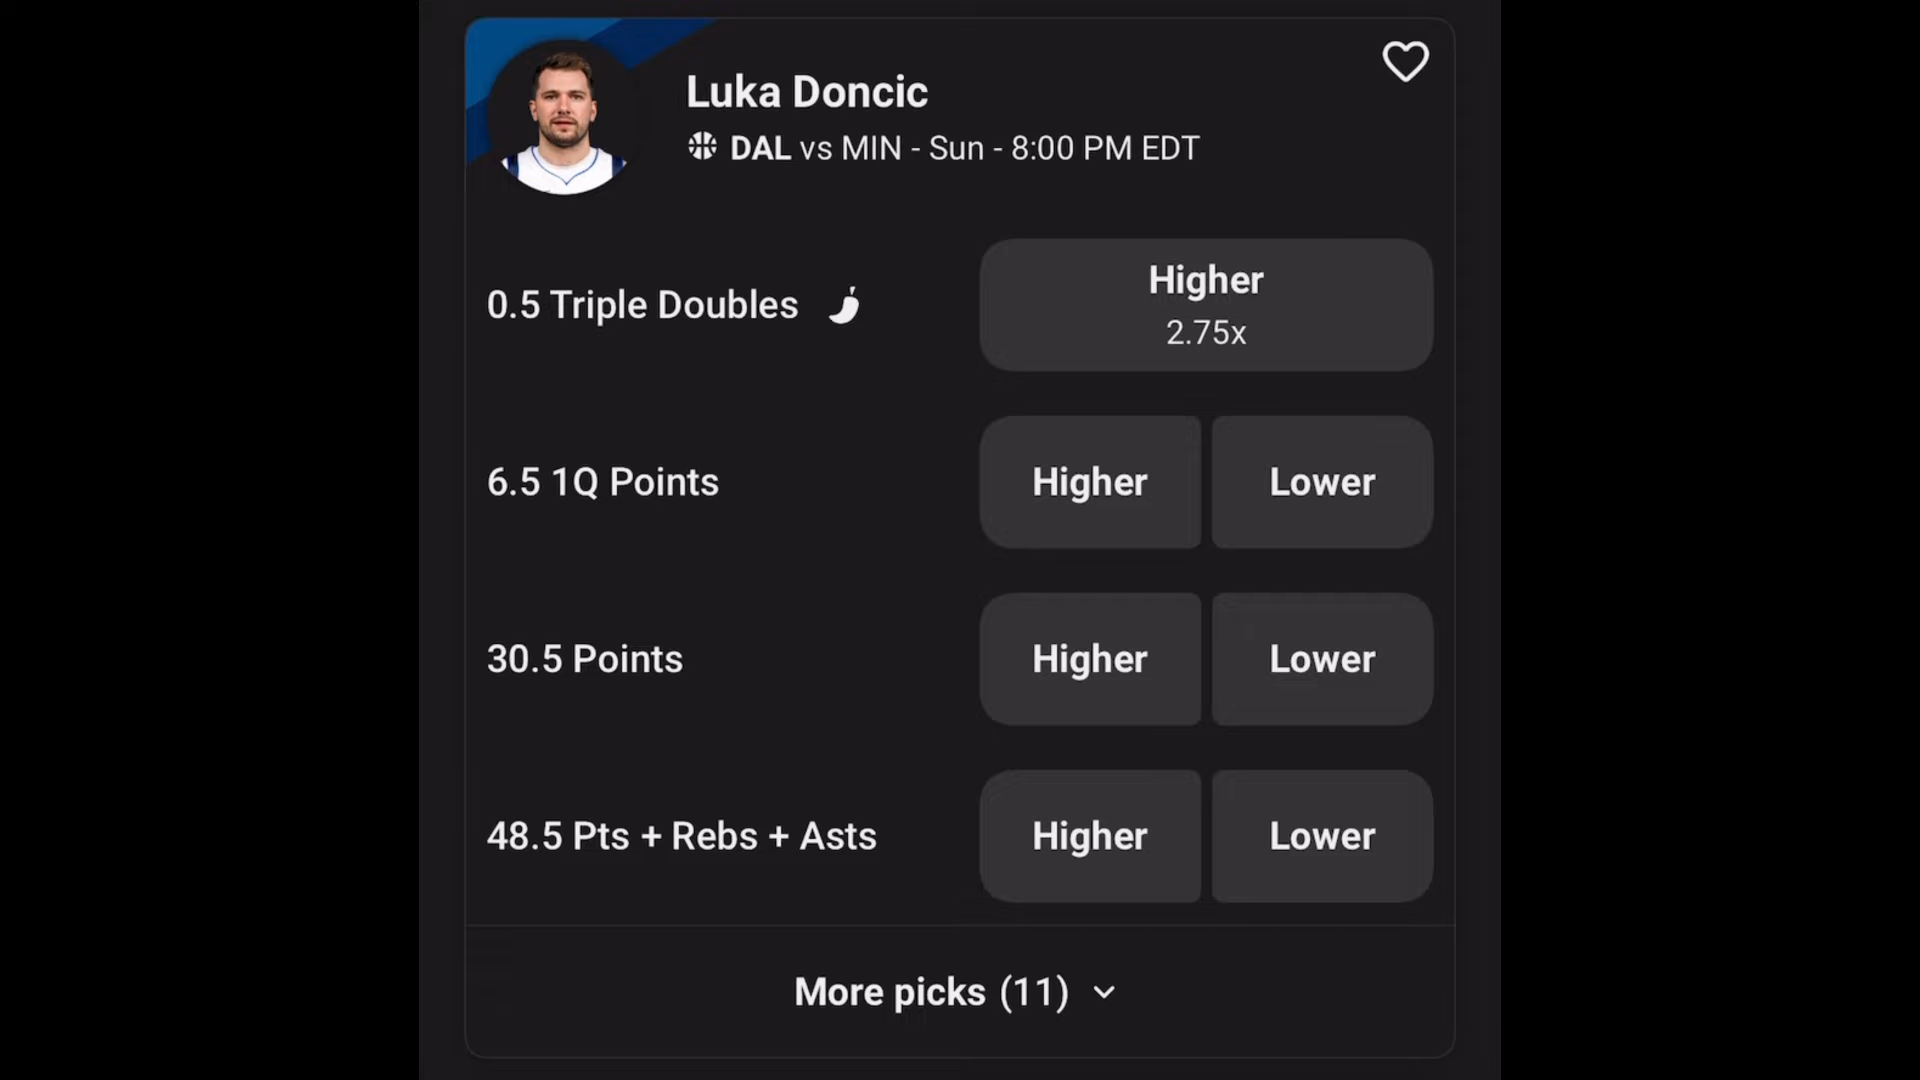 Luka Doncic
DAL vs MIN - Sun - 8:00 PM EDT
0.5 Triple Doubles
Higher
2.75x
6.5 1Q Points
Higher
Lower
30.5 Points
Higher
Lower
48.5 Pts + Rebs + Asts
Higher
Lower
More picks (11)